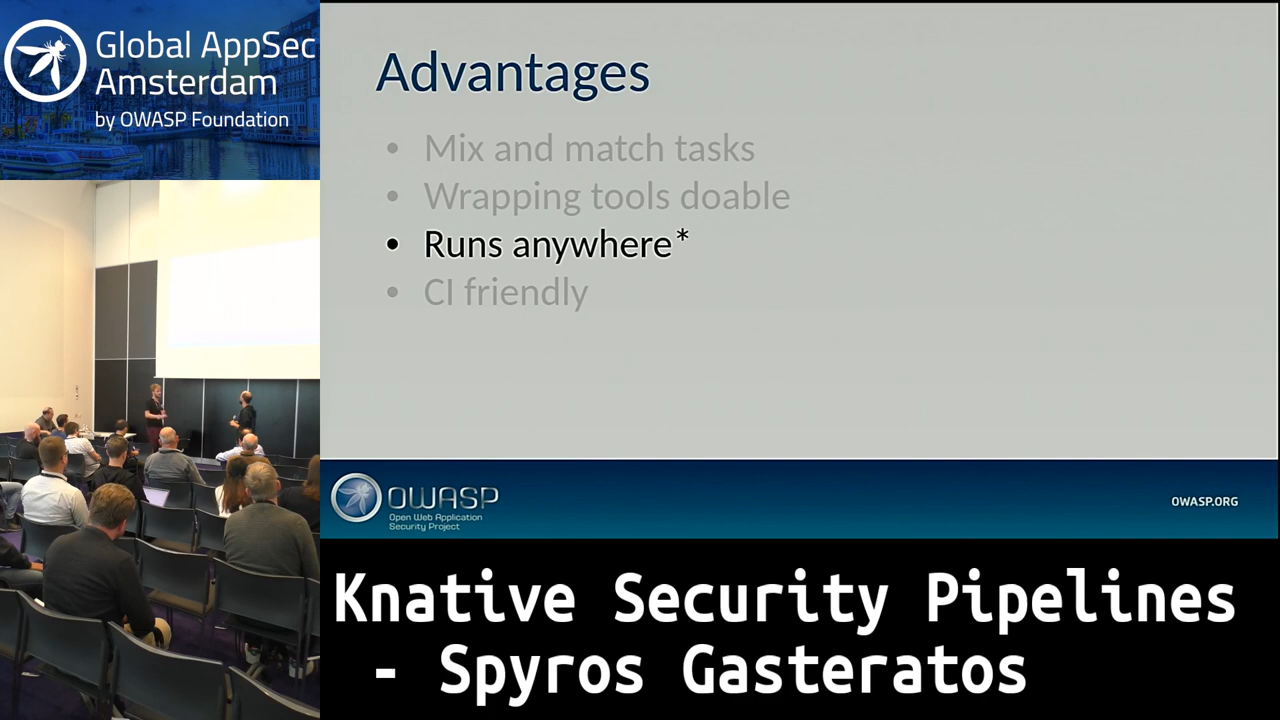 Global AppSec
Amsterdam
by OWASP Foundation
Advantages
• Mix and match tasks
• Wrapping tools doable
• Runs anywhere*
• CI friendly
OWASP
Open Web Application
Security Project
OWASP.ORG
Knative Security Pipelines
- Spyros Gasteratos